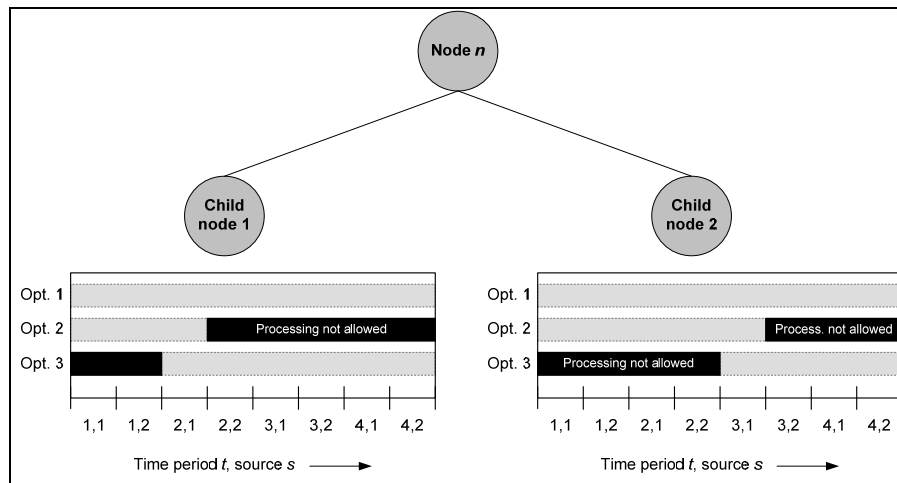 Node n
Child
node 1
Child
node 2
Opt. 1
Opt. 2
Processing not allowed
Opt. 3
1,1 1,2 2,1 2,2 3,1 3,2 4,1 4,2
Time period t, source s
Opt. 1
Opt. 2
Process. not allowed
Opt. 3
Processing not allowed
1,1 1,2 2,1 2,2 3,1 3,2 4,1 4,2
Time period t, source s